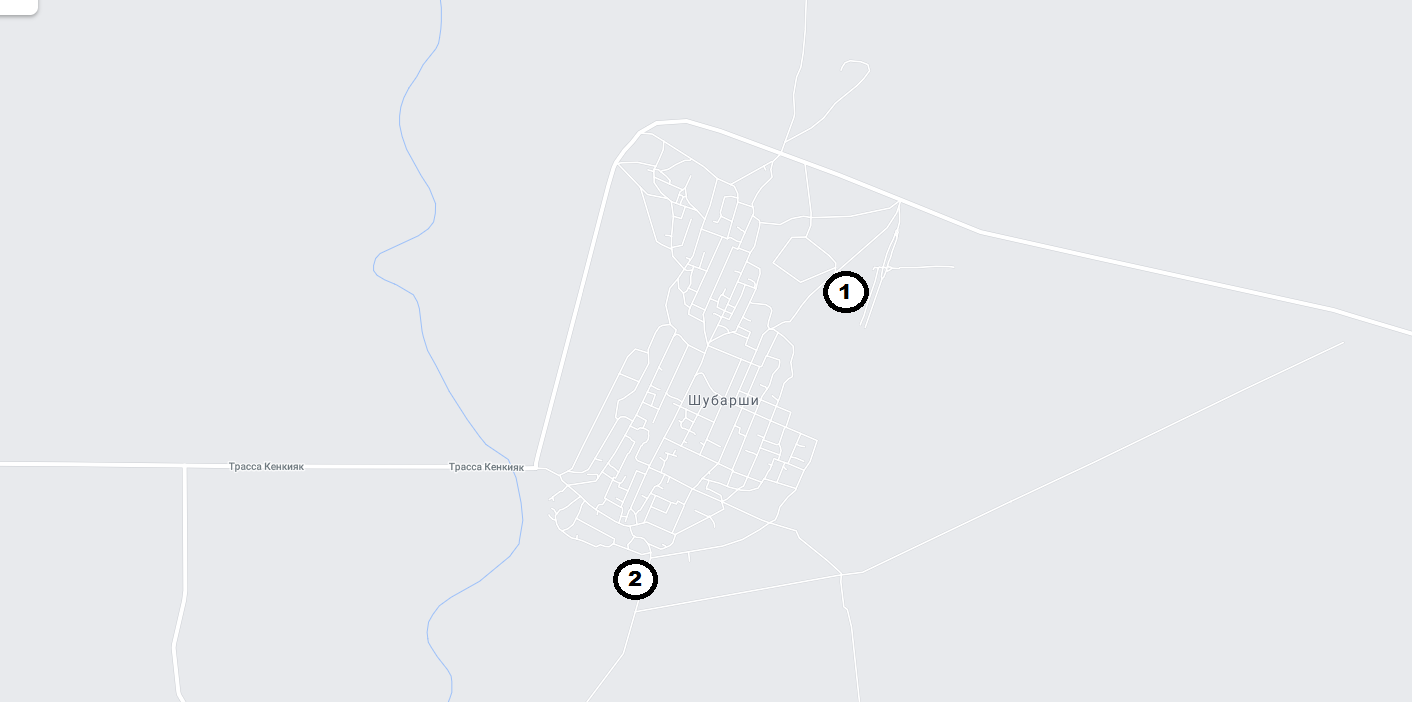 1
Шубарши
Трасса Кенкияк
Трасса Кенкияк
2